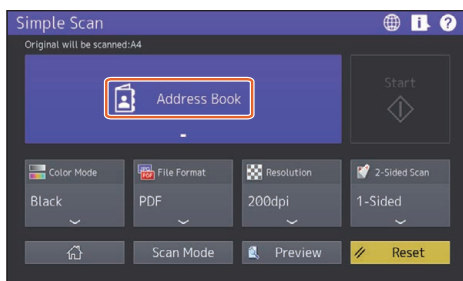 Simple Scan
Original will be scanned:A4
Address Book
Start
Color Mode
File Format
Resolution
2-Sided Scan
Black
PDF
200dpi
1-Sided
Scan Mode
Preview
Reset